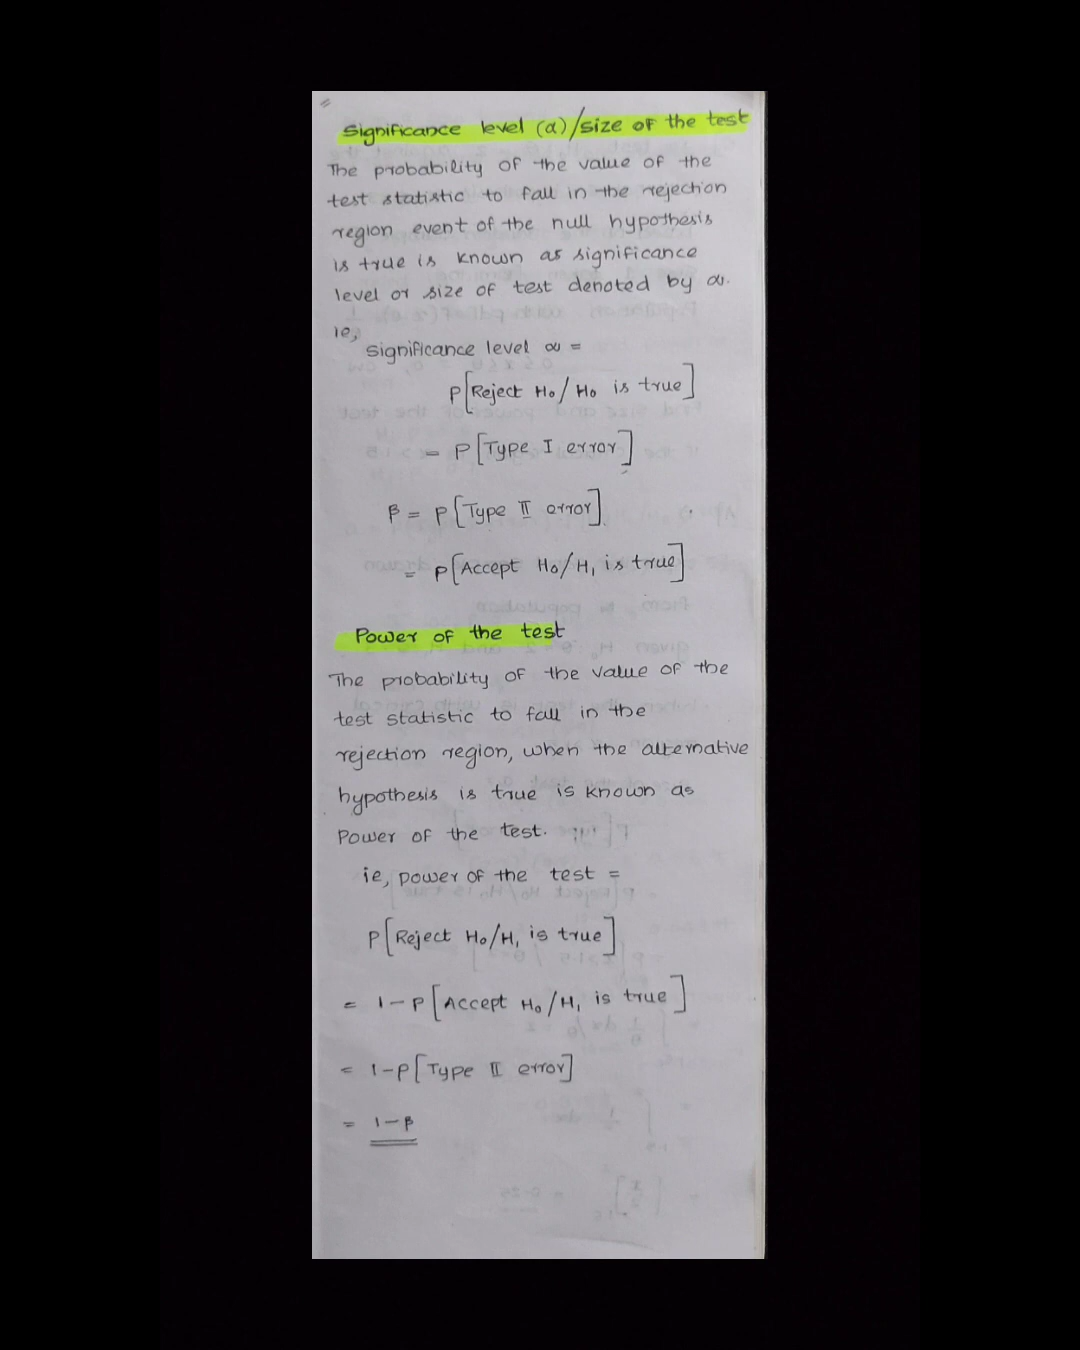 Significance level (α)/size of the test
The probability of the value of the
test statistic to fall in the rejection
region event of the null hypothesis
is true is known as significance
level or size of test denoted by α.
ie,
significance level α =
P[Reject H₀/H₀ is true]
= P[Type I error]
β = P[Type II error]
= P[Accept H₀/H₁ is true]
Power of the test
The probability of the value of the
test statistic to fall in the
rejection region, when the alternative
hypothesis is true is known as
Power of the test.
ie, power of the test =
P[Reject H₀/H₁ is true]
= 1-P[Accept H₀/H₁ is true]
= 1-P[Type II error]
= 1-β